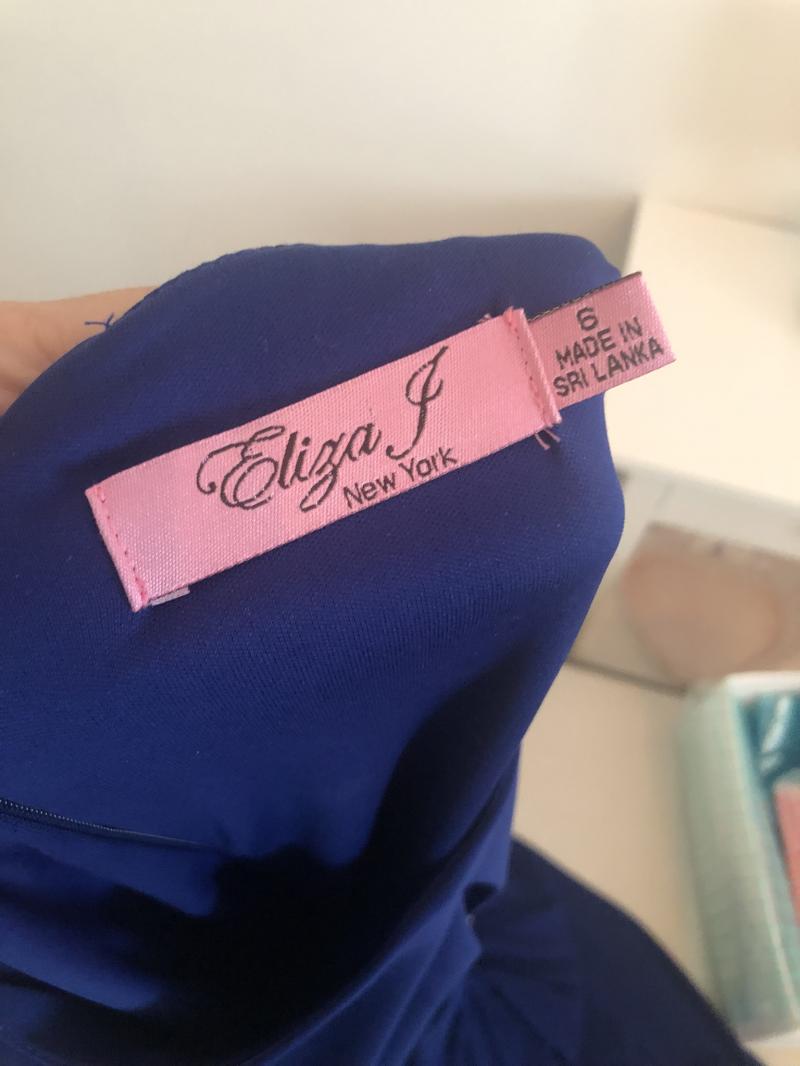 Eliza J
New York
6
MADE IN
SRI LANKA